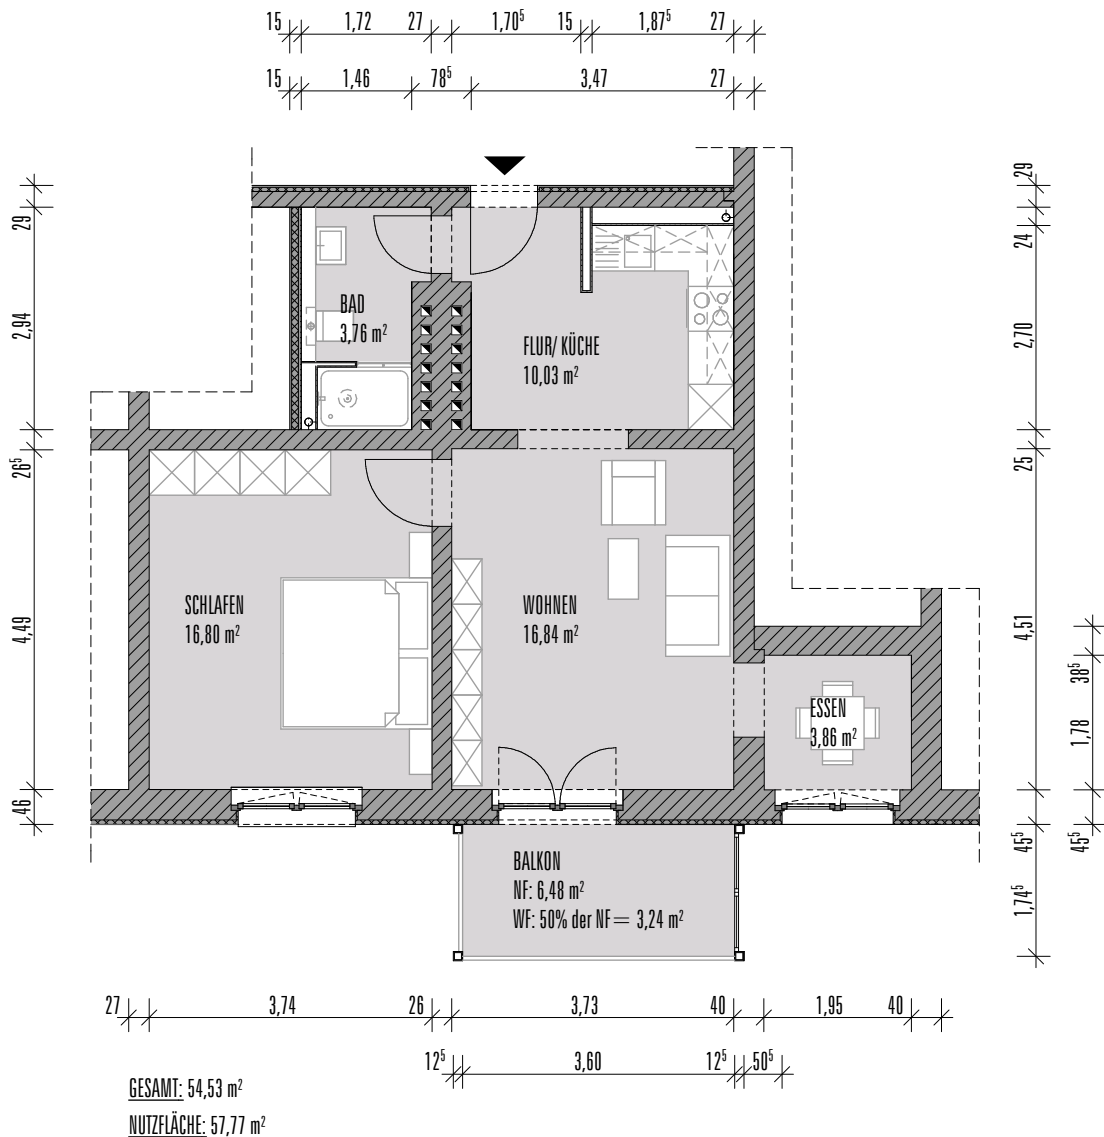 15 1,72 27 1,70⁵ 15 1,87⁵ 27
15 1,46 78⁵ 3,47 27
29
2,94
26⁵
4,49
46
29
24
2,70
25
4,51
45⁵
1,74⁵
38⁵
1,78
45⁵
BAD
3,76 m²
FLUR/ KÜCHE
10,03 m²
SCHLAFEN
16,80 m²
WOHNEN
16,84 m²
ESSEN
3,86 m²
BALKON
NF: 6,48 m²
WF: 50% der NF= 3,24 m²
27 3,74 26 3,73 40 1,95 40
12⁵ 3,60 12⁵ 50⁵
GESAMT: 54,53 m²
NUTZFLÄCHE: 57,77 m²